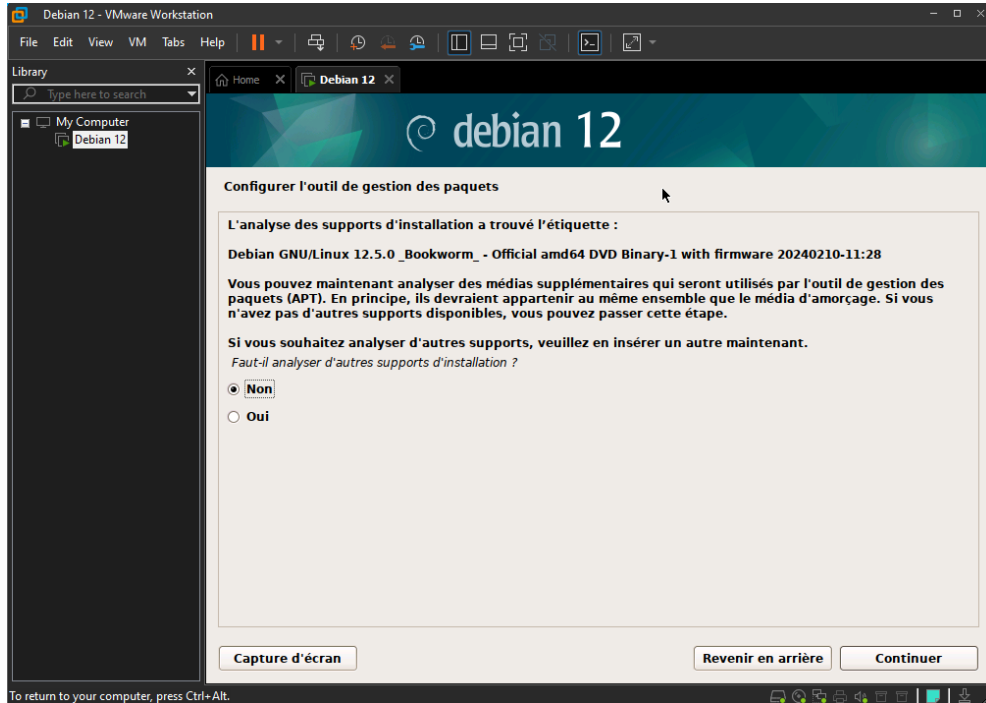 Debian 12 - VMware Workstation
File Edit View VM Tabs Help
Library
Home Debian 12
Type here to search
My Computer
Debian 12
debian 12
Configurer l'outil de gestion des paquets
L'analyse des supports d'installation a trouvé l’étiquette :
Debian GNU/Linux 12.5.0 _Bookworm_ - Official amd64 DVD Binary-1 with firmware 20240210-11:28
Vous pouvez maintenant analyser des médias supplémentaires qui seront utilisés par l'outil de gestion des
paquets (APT). En principe, ils devraient appartenir au même ensemble que le média d'amorçage. Si vous
n'avez pas d'autres supports disponibles, vous pouvez passer cette étape.
Si vous souhaitez analyser d'autres supports, veuillez en insérer un autre maintenant.
Faut-il analyser d'autres supports d'installation ?
Non
Oui
Capture d'écran Revenir en arrière Continuer
To return to your computer, press Ctrl+Alt.